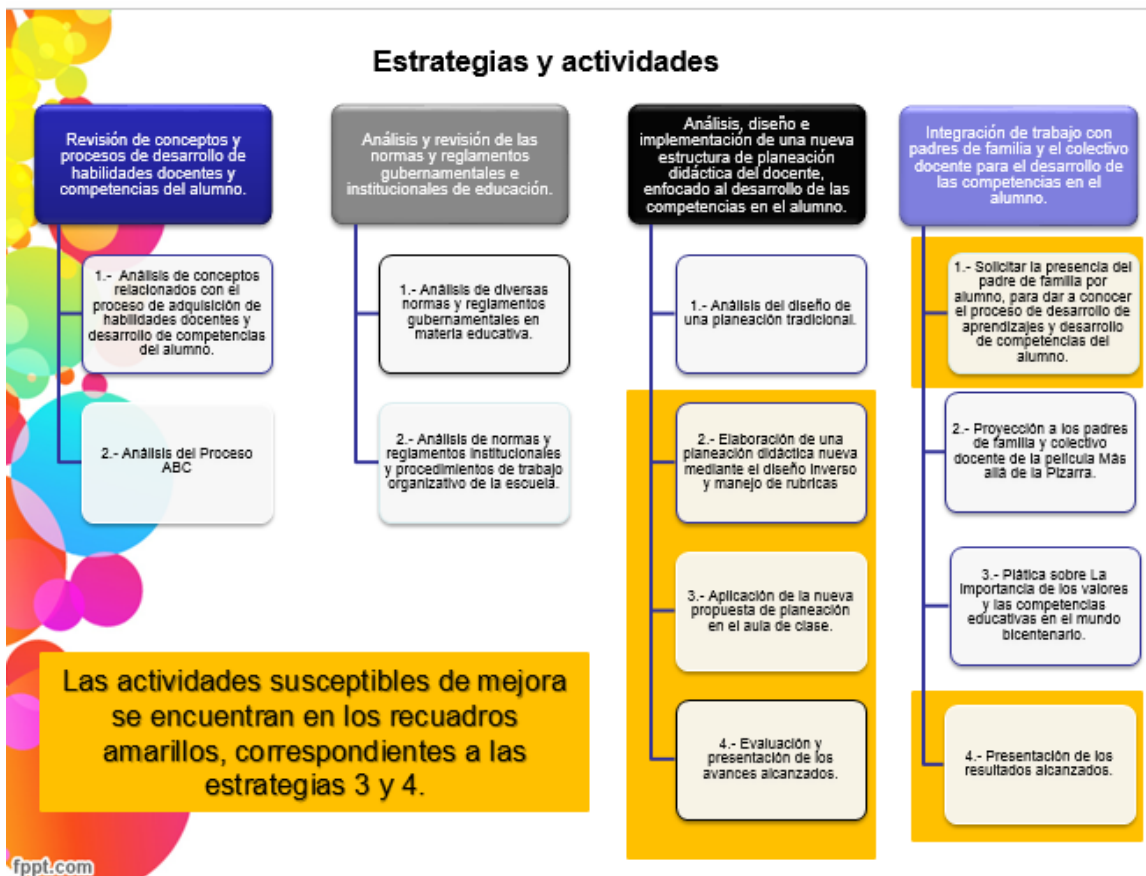 Estrategias y actividades
Revisión de conceptos y
procesos de desarrollo de
habilidades docentes y
competencias del alumno.
1.- Análisis de conceptos
relacionados con el
proceso de adquisición de
habilidades docentes y
desarrollo de competencias
del alumno.
2.- Análisis del Proceso
ABC
Análisis y revisión de las
normas y reglamentos
gubernamentales e
institucionales de educación.
1.- Análisis de diversas
normas y reglamentos
gubernamentales en
materia educativa.
2.- Análisis de normas y
reglamentos institucionales
y procedimientos de trabajo
organizativo de la escuela.
Análisis, diseño e
implementación de una nueva
estructura de planeación
didáctica del docente,
enfocado al desarrollo de las
competencias en el alumno.
1.- Análisis del diseño de
una planeación tradicional.
2.- Elaboración de una
planeación didáctica nueva
mediante el diseño inverso
y manejo de rubricas
3.- Aplicación de la nueva
propuesta de planeación
en el aula de clase.
4.- Evaluación y
presentación de los
avances alcanzados.
Integración de trabajo con
padres de familia y el colectivo
docente para el desarrollo de
las competencias en el
alumno.
1.- Solicitar la presencia del
padre de familia por
alumno, para dar a conocer
el proceso de desarrollo de
aprendizajes y desarrollo
de competencias del
alumno.
2.- Proyección a los padres
de familia y colectivo
docente de la película Más
allá de la Pizarra.
3.- Plática sobre La
importancia de los valores
y las competencias
educativas en el mundo
bicentenario.
4.- Presentación de los
resultados alcanzados.
Las actividades susceptibles de mejora
se encuentran en los recuadros
amarillos, correspondientes a las
estrategias 3 y 4.
fppt.com